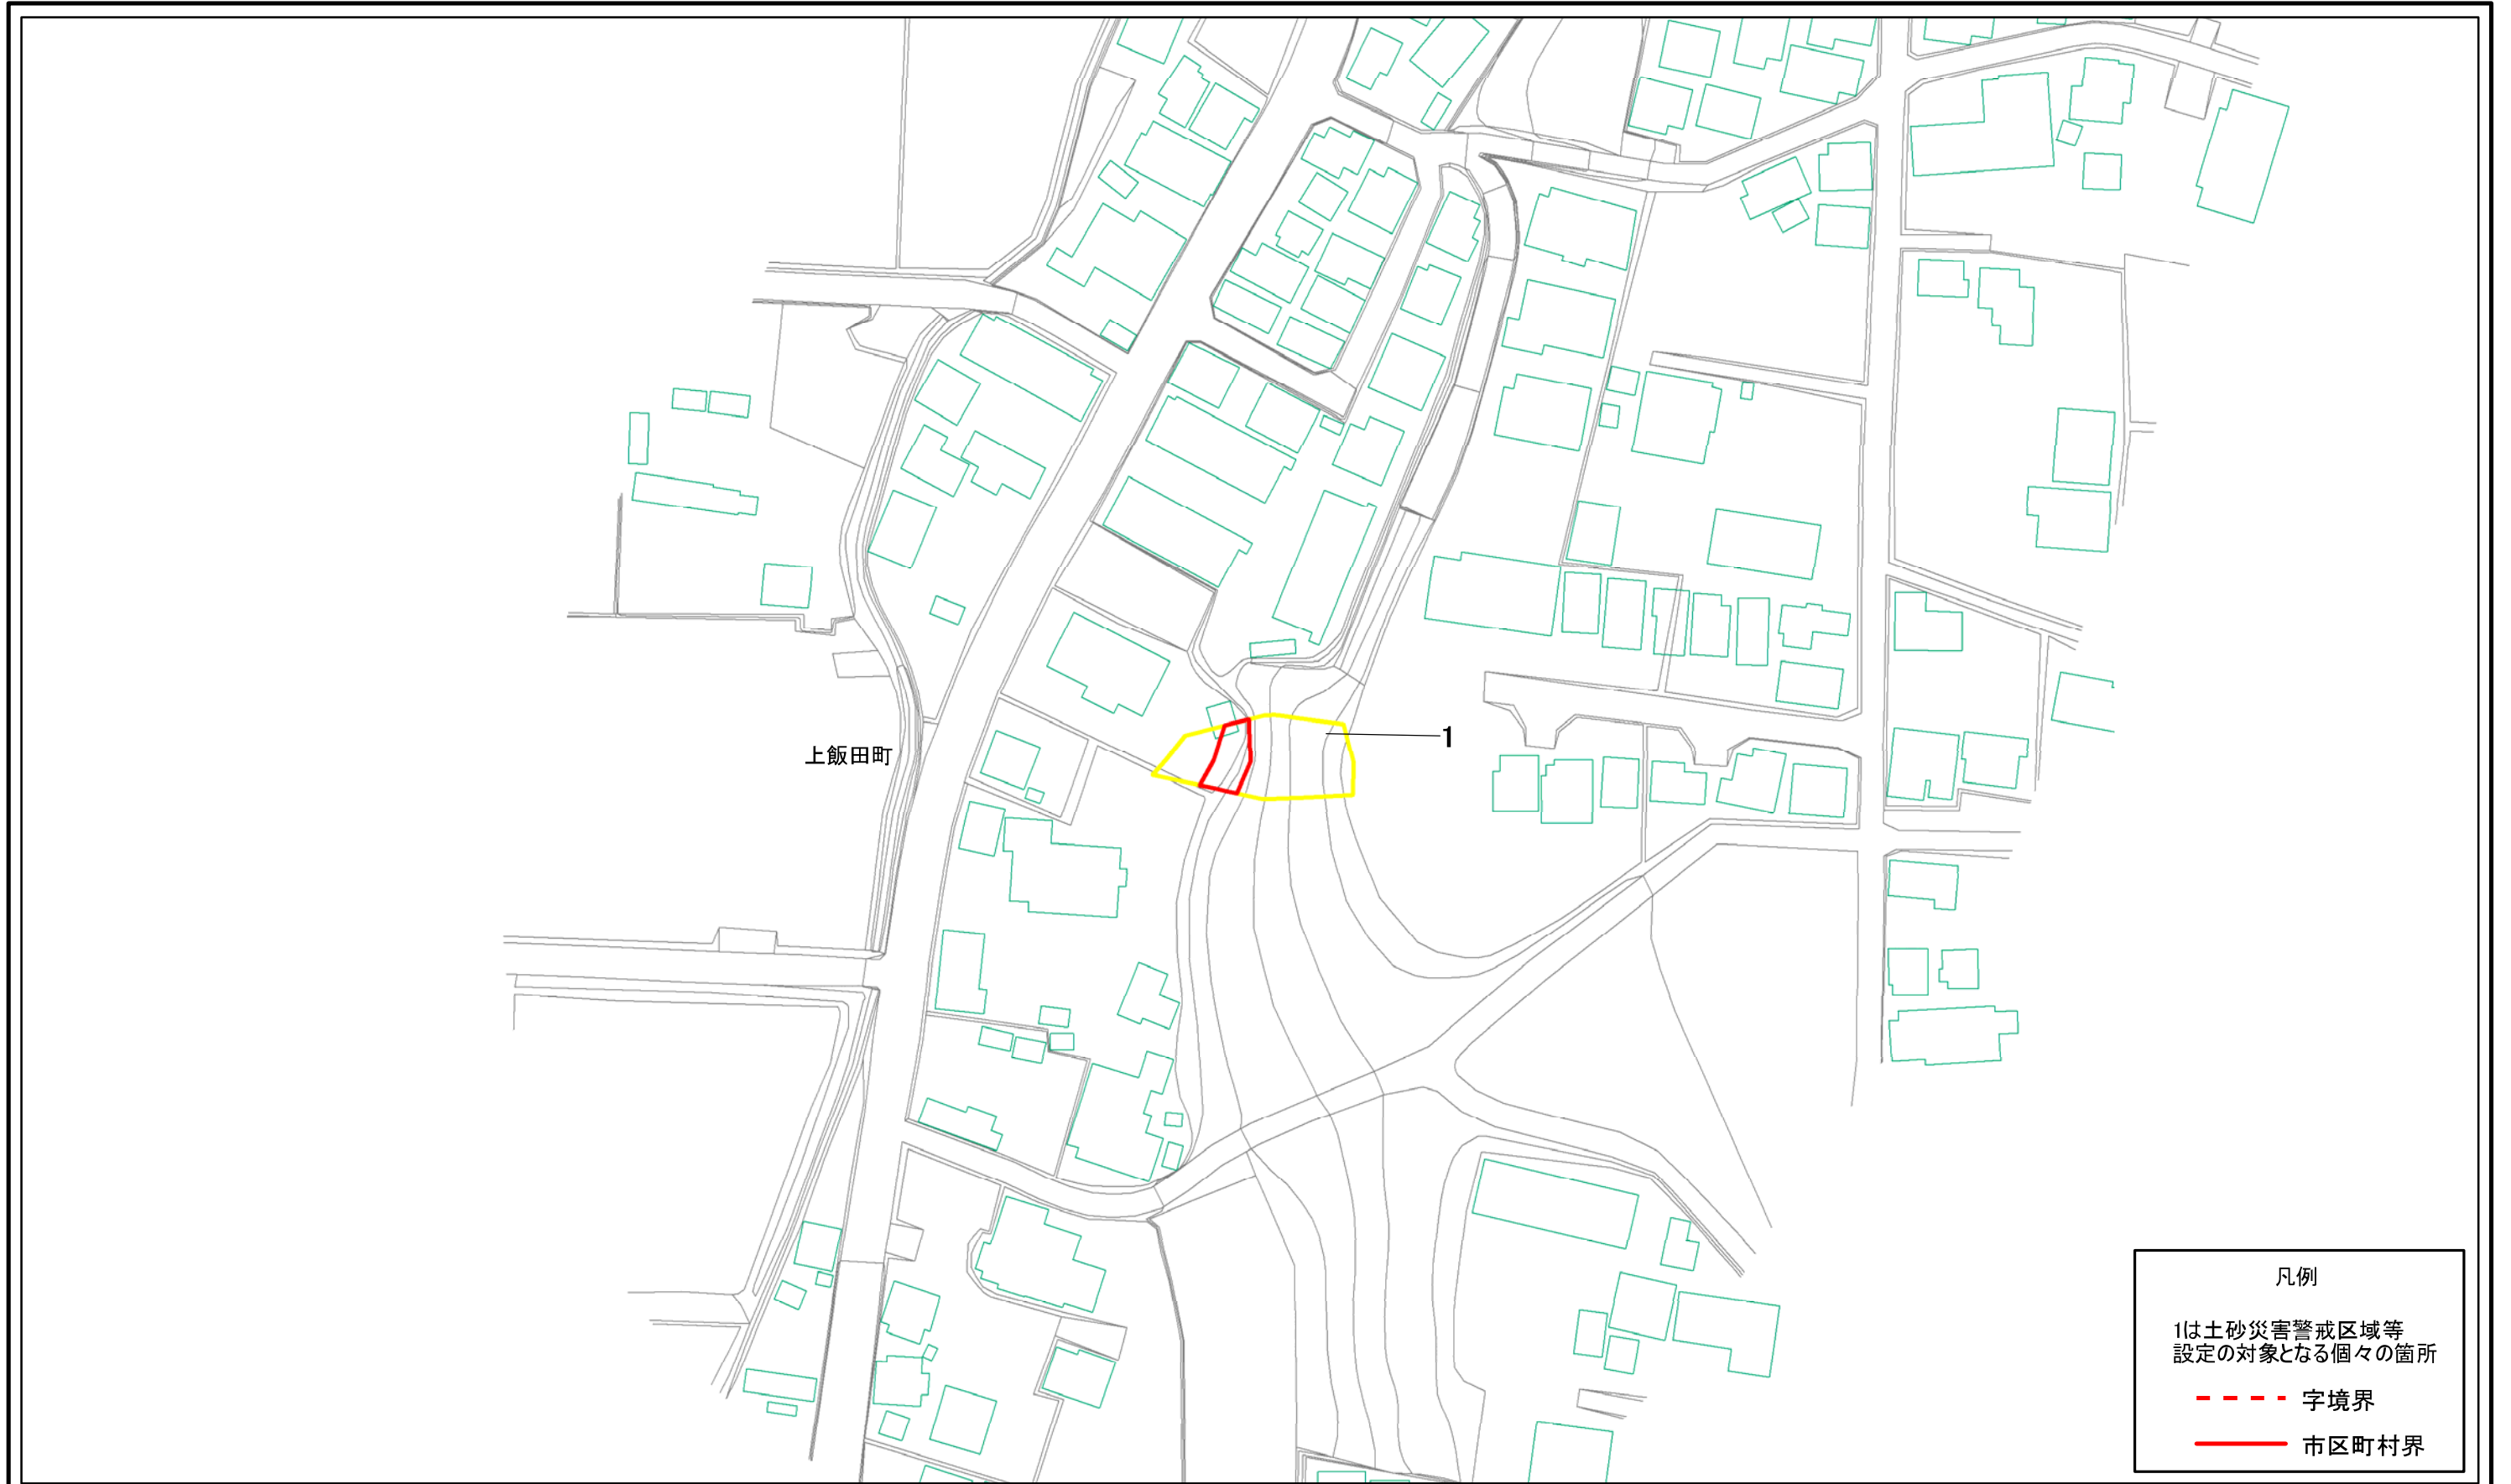 1
上飯田町
凡例
1は土砂災害警戒区域等
設定の対象となる個々の箇所
字境界
市区町村界